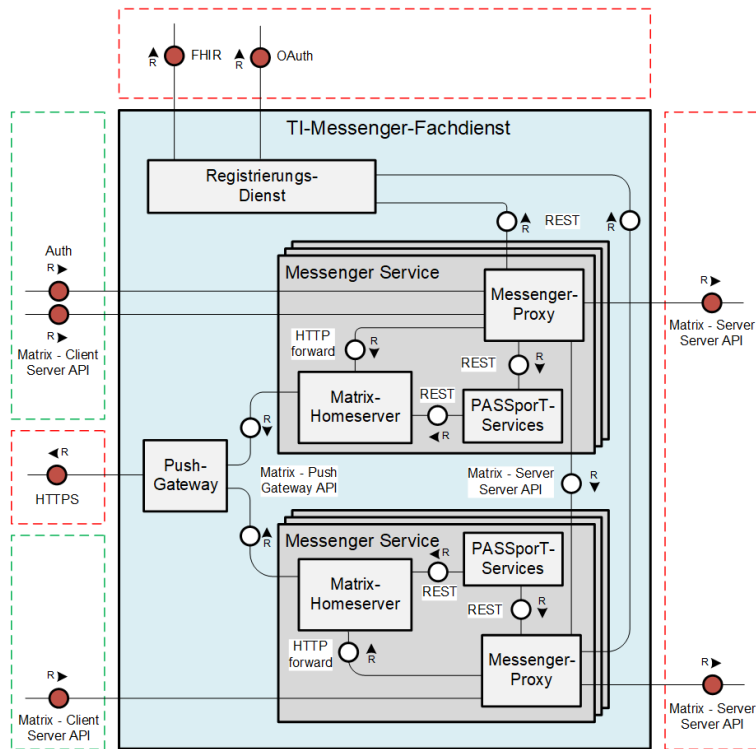 FHIR
R
OAuth
R
TI-Messenger-Fachdienst
Registrierungs-
Dienst
REST
R
R
Auth
R
R
Matrix - Client
Server API
Messenger Service
Messenger-
Proxy
R
Matrix - Server
Server API
HTTP
forward
R
REST
R
Matrix-
Homeserver
REST
R
PASSporT-
Services
R
HTTPS
Push-
Gateway
R
Matrix - Push
Gateway API
R
Matrix - Server
Server API
R
Messenger Service
Matrix-
Homeserver
R
REST
PASSporT-
Services
REST
R
HTTP
forward
R
Messenger-
Proxy
R
Matrix - Client
Server API
R
Matrix - Server
Server API